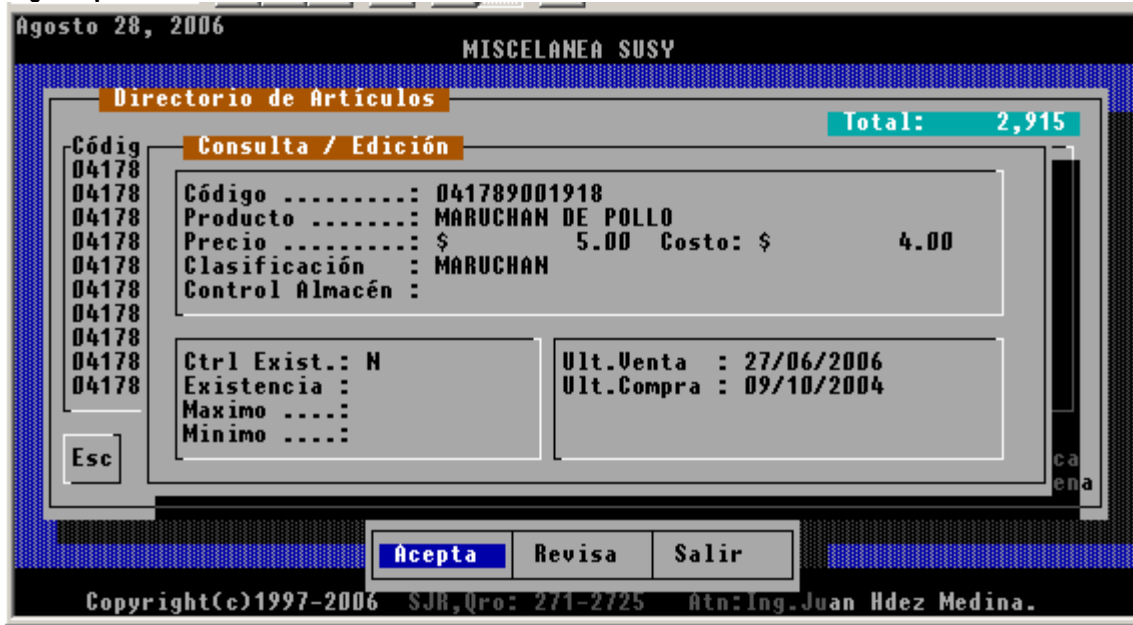 Agosto 28, 2006
MISCELANEA SUSY
Directorio de Artículos
Total: 2,915
Códig
Consulta / Edición
04178
04178
04178
04178
04178
04178
04178
04178
04178
04178
Código .........: 041789001918
Producto .......: MARUCHAN DE POLLO
Precio .........: $ 5.00 Costo: $ 4.00
Clasificación : MARUCHAN
Control Almacén :
Ctrl Exist.: N
Existencia :
Maximo ....:
Minimo ....:
Ult.Venta : 27/06/2006
Ult.Compra : 09/10/2004
Esc
ca
ena
Acepta Revisa Salir
Copyright(c)1997-2006 SJR,Qro: 271-2725 Atn:Ing.Juan Hdez Medina.